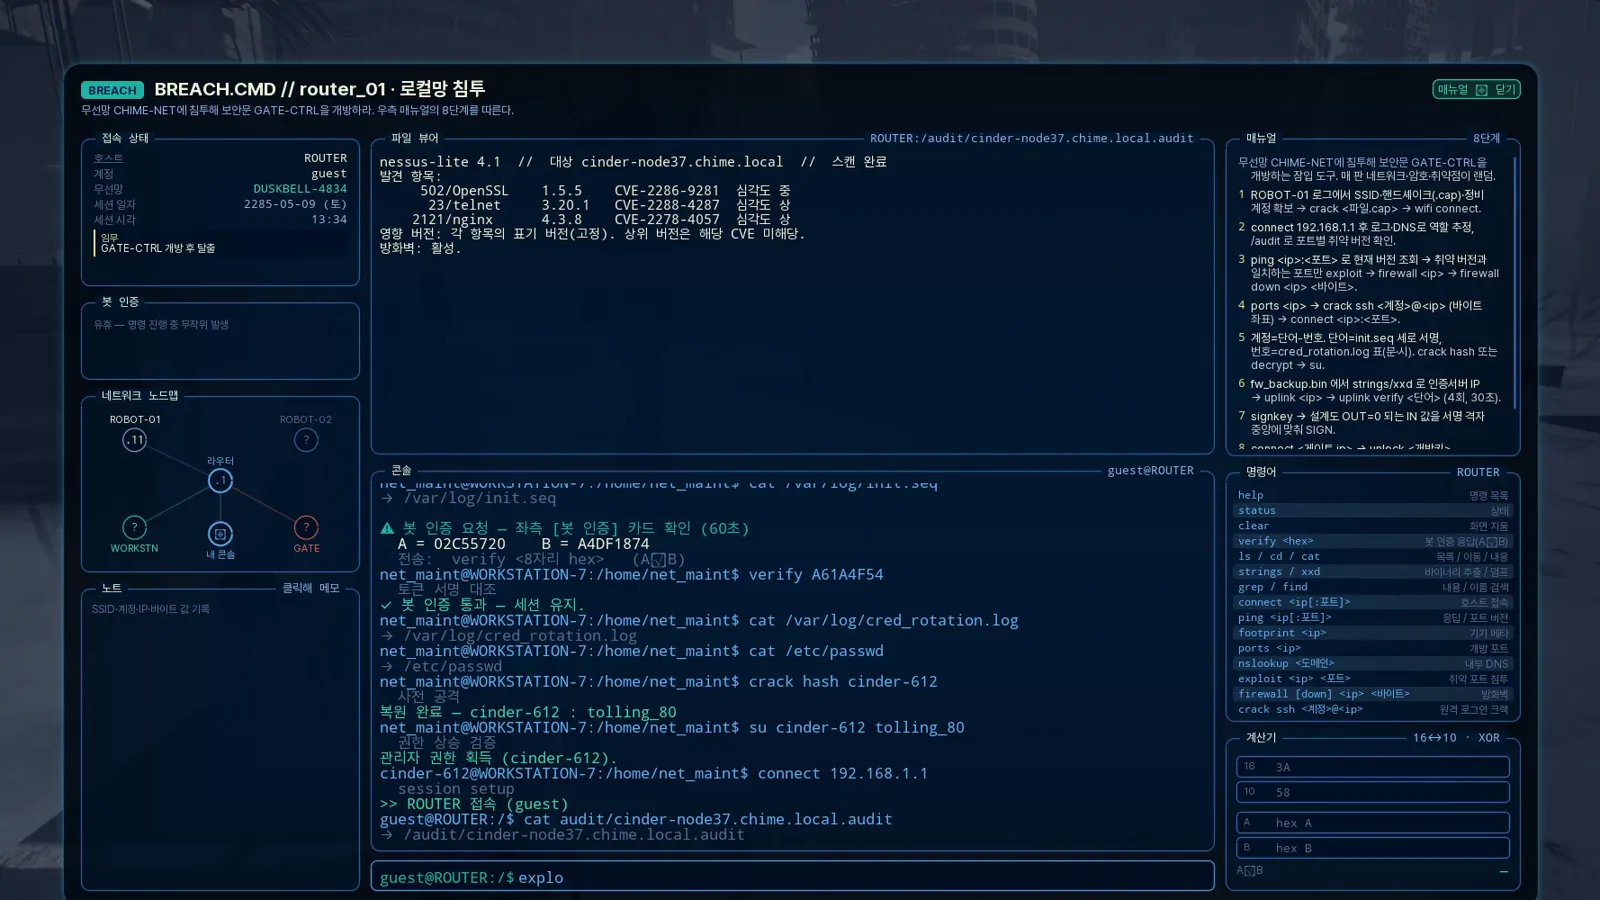 BREACH BREACH.CMD // router_01 · 로컬망 침투
무선망 CHIME-NET에 침투해 보안문 GATE-CTRL을 개방하라. 우측 매뉴얼의 8단계를 따른다.
매뉴얼 닫기
접속 상태
호스트 ROUTER
계정 guest
무선망 DUSKBELL-4834
세션 일자 2285-05-09 (토)
세션 시각 13:34
임무
GATE-CTRL 개방 후 탈출
봇 인증
유휴 — 명령 진행 중 무작위 발생
네트워크 노드맵
ROBOT-01 ROBOT-02
.11 ?
라우터
.1
? ?
WORKSTN 내 콘솔 GATE
노트 클릭해 메모
SSID·계정·IP·바이트 값 기록
파일 뷰어 ROUTER:/audit/cinder-node37.chime.local.audit
nessus-lite 4.1 // 대상 cinder-node37.chime.local // 스캔 완료
발견 항목:
502/OpenSSL 1.5.5 CVE-2286-9281 심각도 중
23/telnet 3.20.1 CVE-2288-4287 심각도 상
2121/nginx 4.3.8 CVE-2278-4057 심각도 상
영향 버전: 각 항목의 표기 버전(고정). 상위 버전은 해당 CVE 미해당.
방화벽: 활성.
콘솔 guest@ROUTER
net_maint@WORKSTATION-7:/home/net_maint$ cat /var/log/init.seq
→ /var/log/init.seq
⚠ 봇 인증 요청 — 좌측 [봇 인증] 카드 확인 (60초)
A = 02C55720 B = A4DF1874
전송: verify <8자리 hex> (A B)
net_maint@WORKSTATION-7:/home/net_maint$ verify A61A4F54
토큰 서명 대조
✓ 봇 인증 통과 — 세션 유지.
net_maint@WORKSTATION-7:/home/net_maint$ cat /var/log/cred_rotation.log
→ /var/log/cred_rotation.log
net_maint@WORKSTATION-7:/home/net_maint$ cat /etc/passwd
→ /etc/passwd
net_maint@WORKSTATION-7:/home/net_maint$ crack hash cinder-612
사전 공격
복원 완료 — cinder-612 : tolling_80
net_maint@WORKSTATION-7:/home/net_maint$ su cinder-612 tolling_80
권한 상승 검증
관리자 권한 획득 (cinder-612).
cinder-612@WORKSTATION-7:/home/net_maint$ connect 192.168.1.1
session setup
>> ROUTER 접속 (guest)
guest@ROUTER:/$ cat audit/cinder-node37.chime.local.audit
→ /audit/cinder-node37.chime.local.audit
guest@ROUTER:/$ explo
매뉴얼 8단계
무선망 CHIME-NET에 침투해 보안문 GATE-CTRL을
개방하는 잠입 도구. 매 판 네트워크·암호·취약점이 랜덤.
1 ROBOT-01 로그에서 SSID·핸드셰이크(.cap)·정비
계정 확보 → crack <파일.cap> → wifi connect.
2 connect 192.168.1.1 후 로그·DNS로 역할 추정,
/audit 로 포트별 취약 버전 확인.
3 ping <ip>:<포트> 로 현재 버전 조회 → 취약 버전과
일치하는 포트만 exploit → firewall <ip> → firewall
down <ip> <바이트>.
4 ports <ip> → crack ssh <계정>@<ip> (바이트
좌표) → connect <ip>:<포트>.
5 계정=단어-번호. 단어=init.seq 세로 서명,
번호=cred_rotation.log 표(문·시). crack hash 또는
decrypt → su.
6 fw_backup.bin 에서 strings/xxd 로 인증서버 IP
→ uplink <ip> → uplink verify <단어> (4회, 30초).
7 signkey → 설계도 OUT=0 되는 IN 값을 서명 격자
중앙에 맞춰 SIGN.
8 connect <게이트 ip> → unlock <개방키>
명령어 ROUTER
help 명령 목록
status 상태
clear 화면 지움
verify <hex> 봇 인증 응답(A B)
ls / cd / cat 목록 / 이동 / 내용
strings / xxd 바이너리 추출 / 덤프
grep / find 내용 / 이름 검색
connect <ip[:포트]> 호스트 접속
ping <ip[:포트]> 응답 / 포트 버전
footprint <ip> 기기 메타
ports <ip> 개방 포트
nslookup <도메인> 내부 DNS
exploit <ip> <포트> 취약 포트 침투
firewall [down] <ip> <바이트> 방화벽
crack ssh <계정>@<ip> 원격 로그인 크랙
계산기 16↔10 · XOR
16 3A
10 58
A hex A
B hex B
A B —